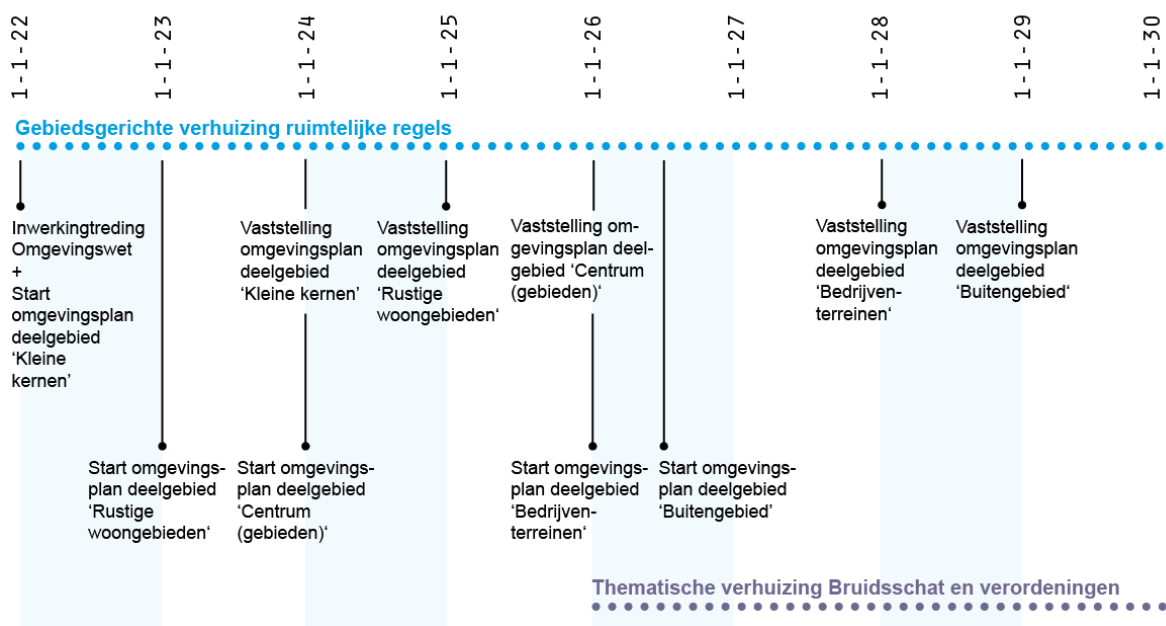 1-1-22
1-1-23
1-1-24
1-1-25
1-1-26
1-1-27
1-1-28
1-1-29
1-1-30
Gebiedsgerichte verhuizing ruimtelijke regels
Inwerkingtreding
Omgevingswet
+
Start
omgevingsplan
deelgebied
‘Kleine
kernen’
Vaststelling
omgevingsplan
deelgebied
‘Kleine kernen’
Vaststelling
omgevingsplan
deelgebied
‘Rustige
woongebieden‘
Vaststelling om-
gevingsplan deel-
gebied ‘Centrum
(gebieden)‘
Vaststelling
omgevingsplan
deelgebied
‘Bedrijven-
terreinen‘
Vaststelling
omgevingsplan
deelgebied
‘Buitengebied‘
Start omgevings-
plan deelgebied
‘Rustige
woongebieden‘
Start omgevings-
plan deelgebied
‘Centrum
(gebieden)‘
Start omgevings-
plan deelgebied
‘Bedrijven-
terreinen‘
Start omgevings-
plan deelgebied
‘Buitengebied’
Thematische verhuizing Bruidsschat en verordeningen